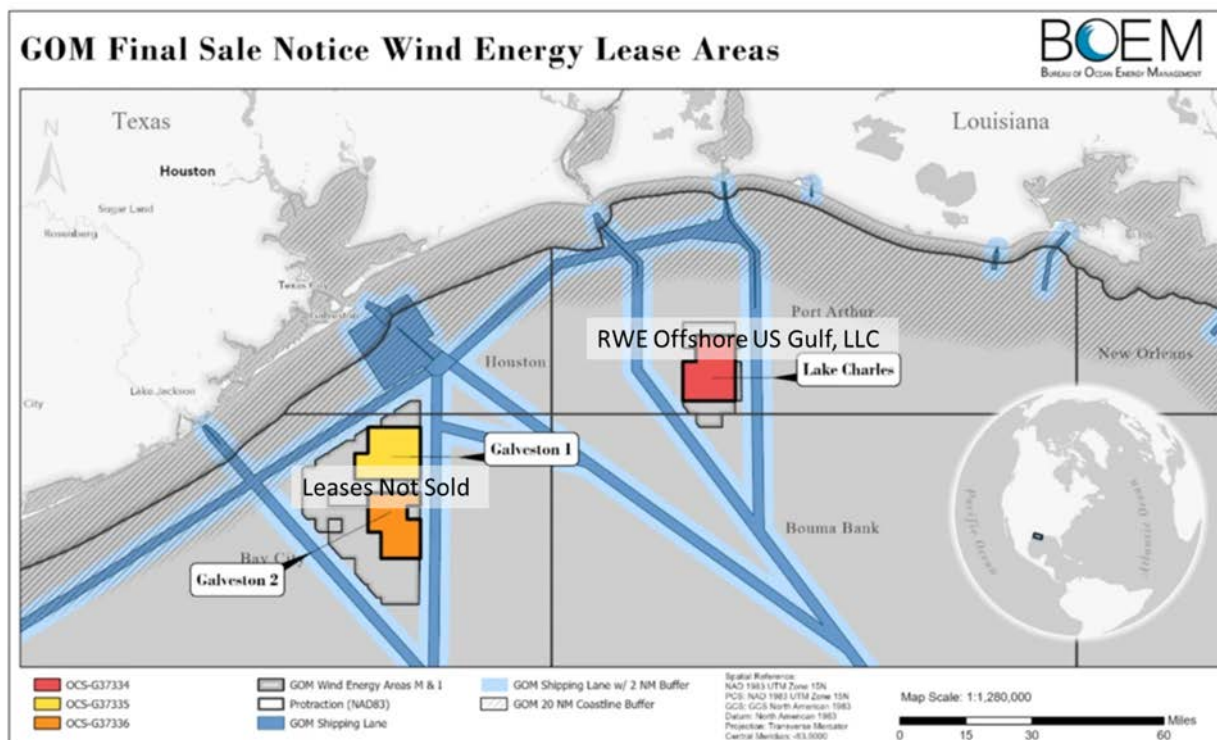 GOM Final Sale Notice Wind Energy Lease Areas
BOEM
BUREAU OF OCEAN ENERGY MANAGEMENT
Texas
Louisiana
N
Houston
Sugar Land
Rosenberg
Texas City
Galveston
Port Arthur
RWE Offshore US Gulf, LLC
Houston
New Orleans
Lake Charles
Lake Jackson
City
Galveston 1
Leases Not Sold
Bouma Bank
Bay City
Galveston 2
Pacific Ocean
Atlantic Ocean
OCS-G37334
OCS-G37335
OCS-G37336
GOM Wind Energy Areas M & I
Protraction (NAD83)
GOM Shipping Lane
GOM Shipping Lane w/ 2 NM Buffer
GOM 20 NM Coastline Buffer
Spatial Reference:
NAD 1983 UTM Zone 15N
PCS: NAD 1983 UTM Zone 15N
GCS: GCS North American 1983
Datum: North American 1983
Projection: Transverse Mercator
Central Meridian: -93.0000
Map Scale: 1:1,280,000
Miles
0 15 30 60